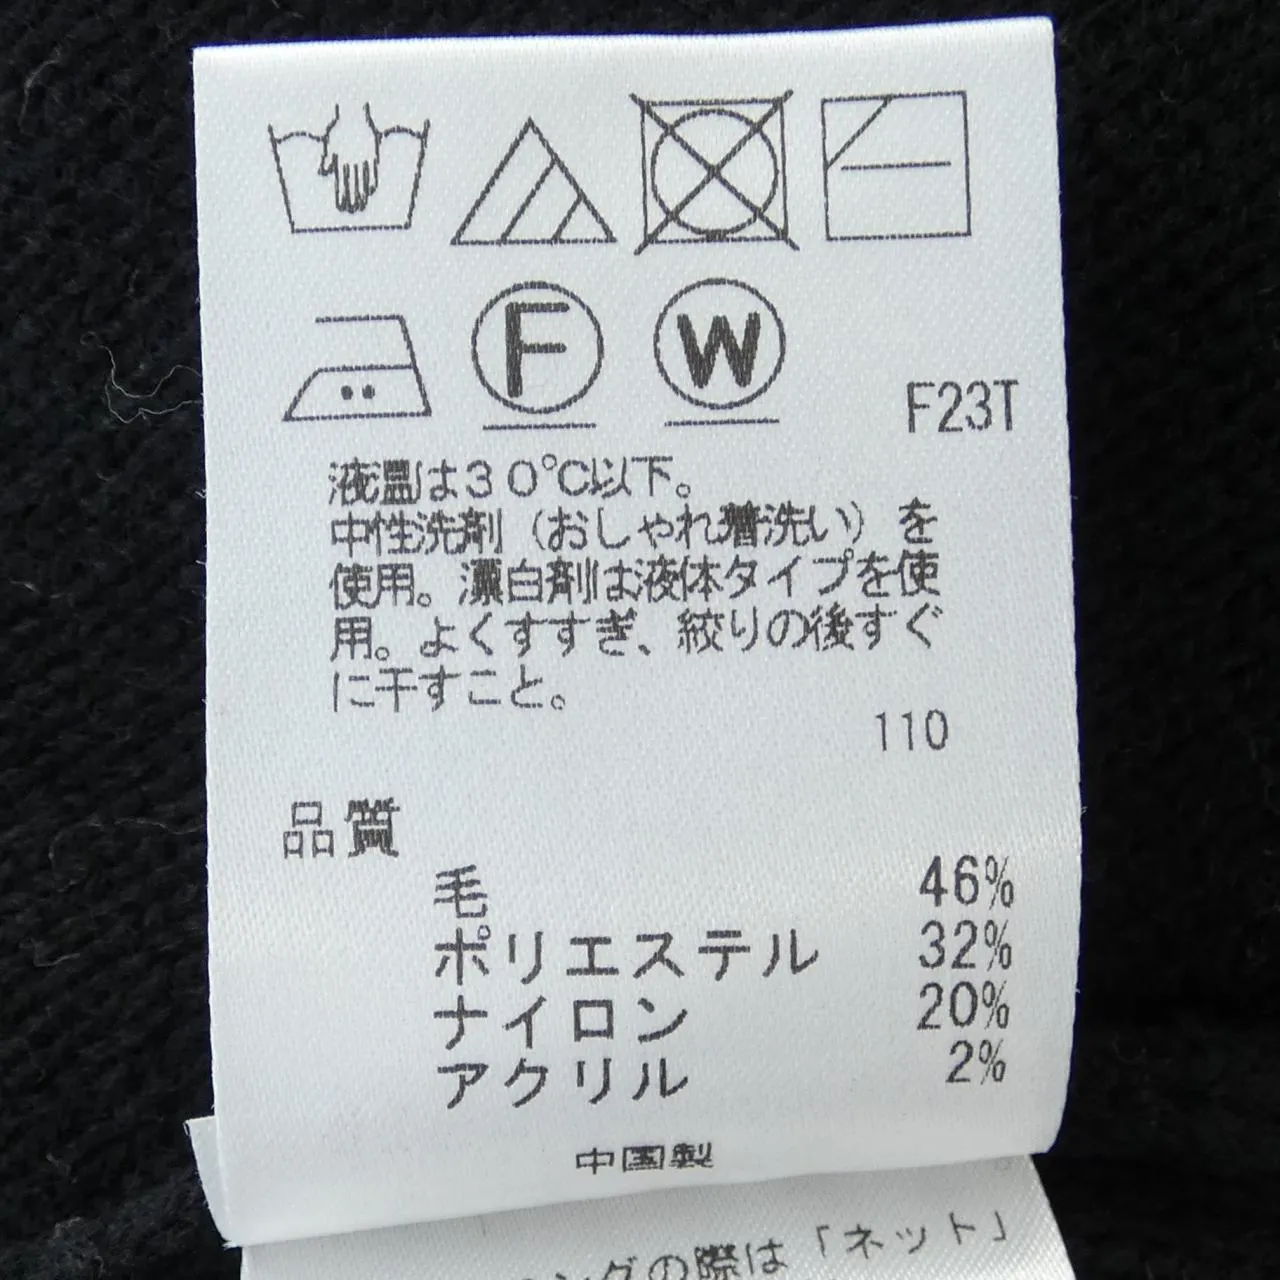 F W
F23T
液温は30℃以下。
中性洗剤（おしゃれ着洗い）を
使用。漂白剤は液体タイプを使
用。よくすすぎ、絞りの後すぐ
に干すこと。
110
品質
毛 46%
ポリエステル 32%
ナイロン 20%
アクリル 2%
中国製
ングの際は「ネット」